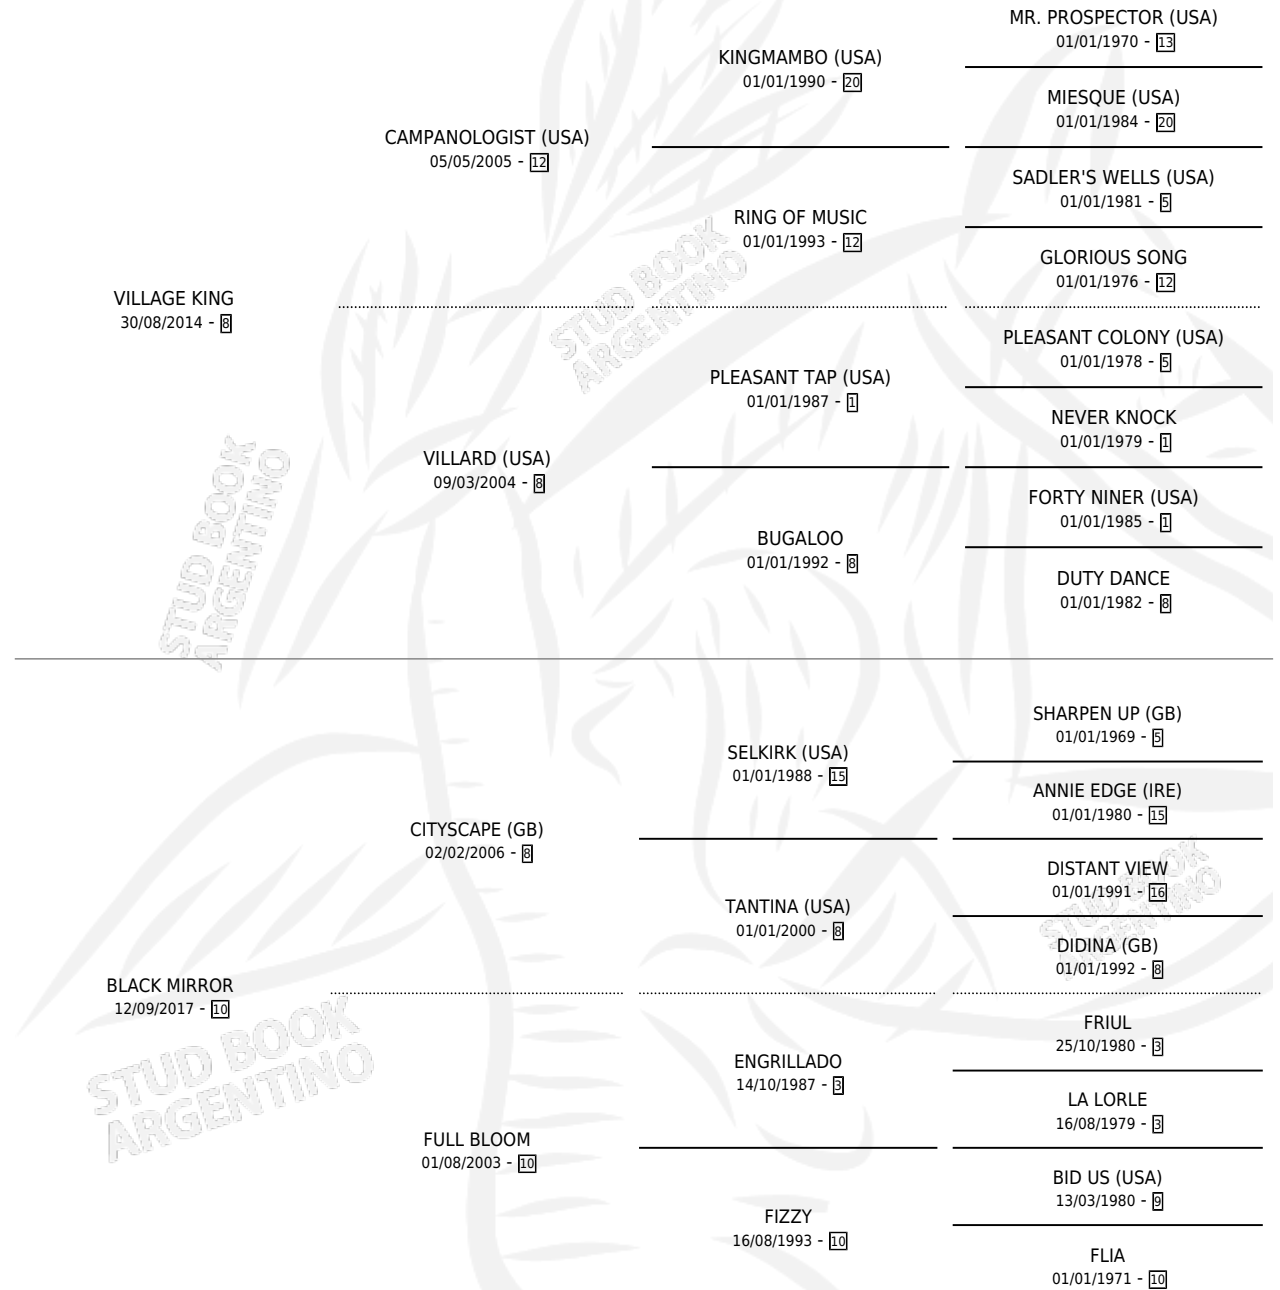 MR. PROSPECTOR (USA)
01/01/1970 - 13
KINGMAMBO (USA)
01/01/1990 - 20
MIESQUE (USA)
01/01/1984 - 20
CAMPANOLOGIST (USA)
05/05/2005 - 12
SADLER'S WELLS (USA)
01/01/1981 - 5
RING OF MUSIC
01/01/1993 - 12
GLORIOUS SONG
01/01/1976 - 12
VILLAGE KING
30/08/2014 - 8
PLEASANT COLONY (USA)
01/01/1978 - 5
PLEASANT TAP (USA)
01/01/1987 - 1
NEVER KNOCK
01/01/1979 - 1
VILLARD (USA)
09/03/2004 - 8
FORTY NINER (USA)
01/01/1985 - 1
BUGALOO
01/01/1992 - 8
DUTY DANCE
01/01/1982 - 8
SHARPEN UP (GB)
01/01/1969 - 5
SELKIRK (USA)
01/01/1988 - 15
ANNIE EDGE (IRE)
01/01/1980 - 15
CITYSCAPE (GB)
02/02/2006 - 8
DISTANT VIEW
01/01/1991 - 16
TANTINA (USA)
01/01/2000 - 8
DIDINA (GB)
01/01/1992 - 8
BLACK MIRROR
12/09/2017 - 10
FRIUL
25/10/1980 - 3
ENGRILLADO
14/10/1987 - 3
LA LORLE
16/08/1979 - 3
FULL BLOOM
01/08/2003 - 10
BID US (USA)
13/03/1980 - 9
FIZZY
16/08/1993 - 10
FLIA
01/01/1971 - 10
STUD BOOK
ARGENTINO
STUD BOOK
ARGENTINO
STUD BOOK
ARGENTINO
STUD BOOK
ARGENTINO